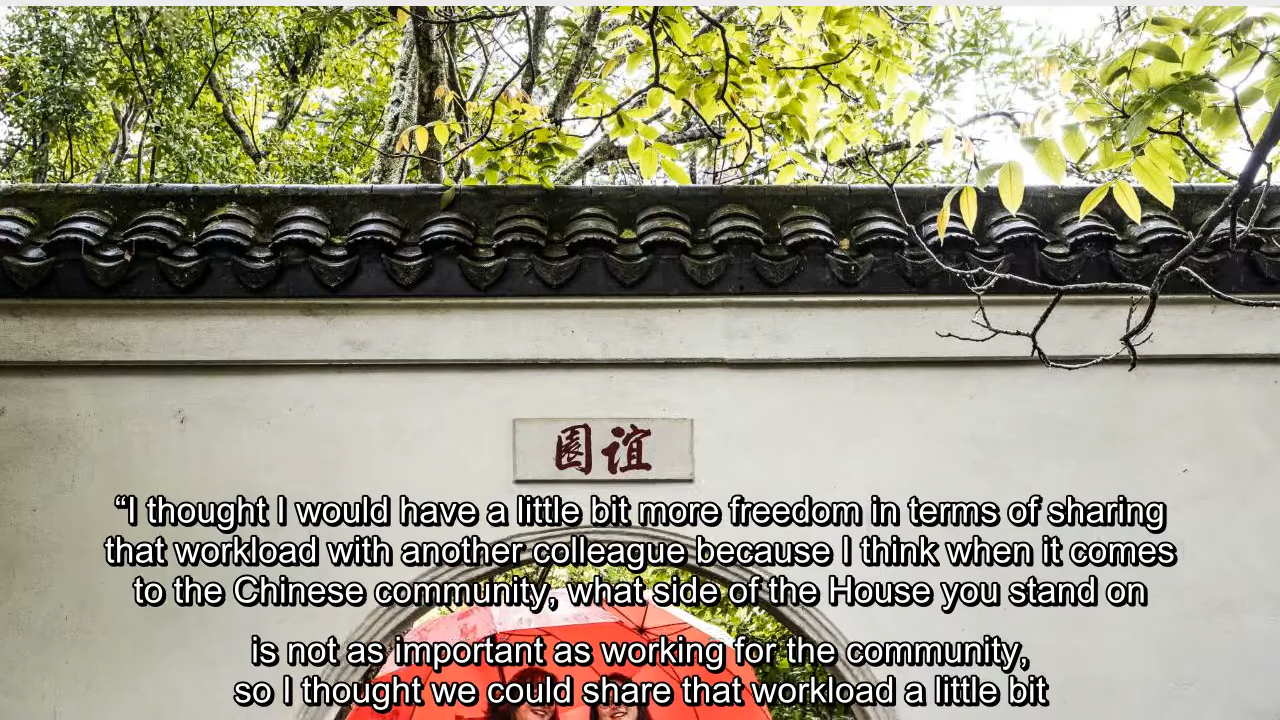 園誼
“I thought I would have a little bit more freedom in terms of sharing
that workload with another colleague because I think when it comes
to the Chinese community, what side of the House you stand on
is not as important as working for the community,
so I thought we could share that workload a little bit